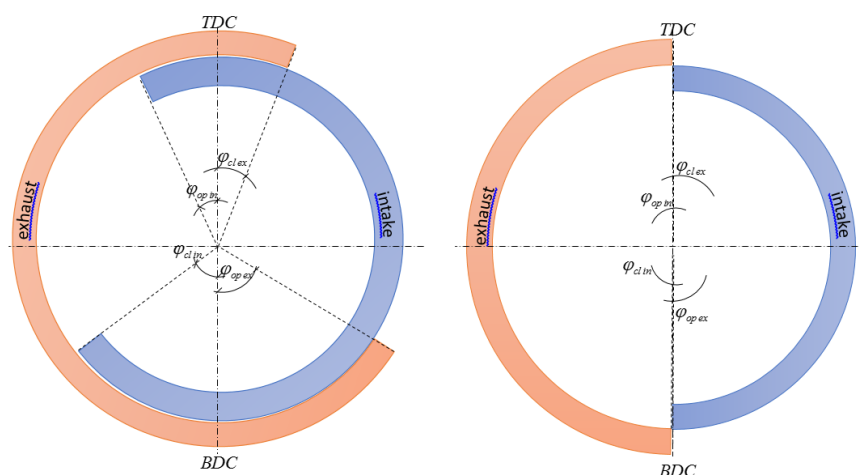 TDC
φcl ex
φop in
exhaust
intake
φcl in
φop ex
BDC
TDC
φcl ex
φop in
exhaust
intake
φcl in
φop ex
BDC